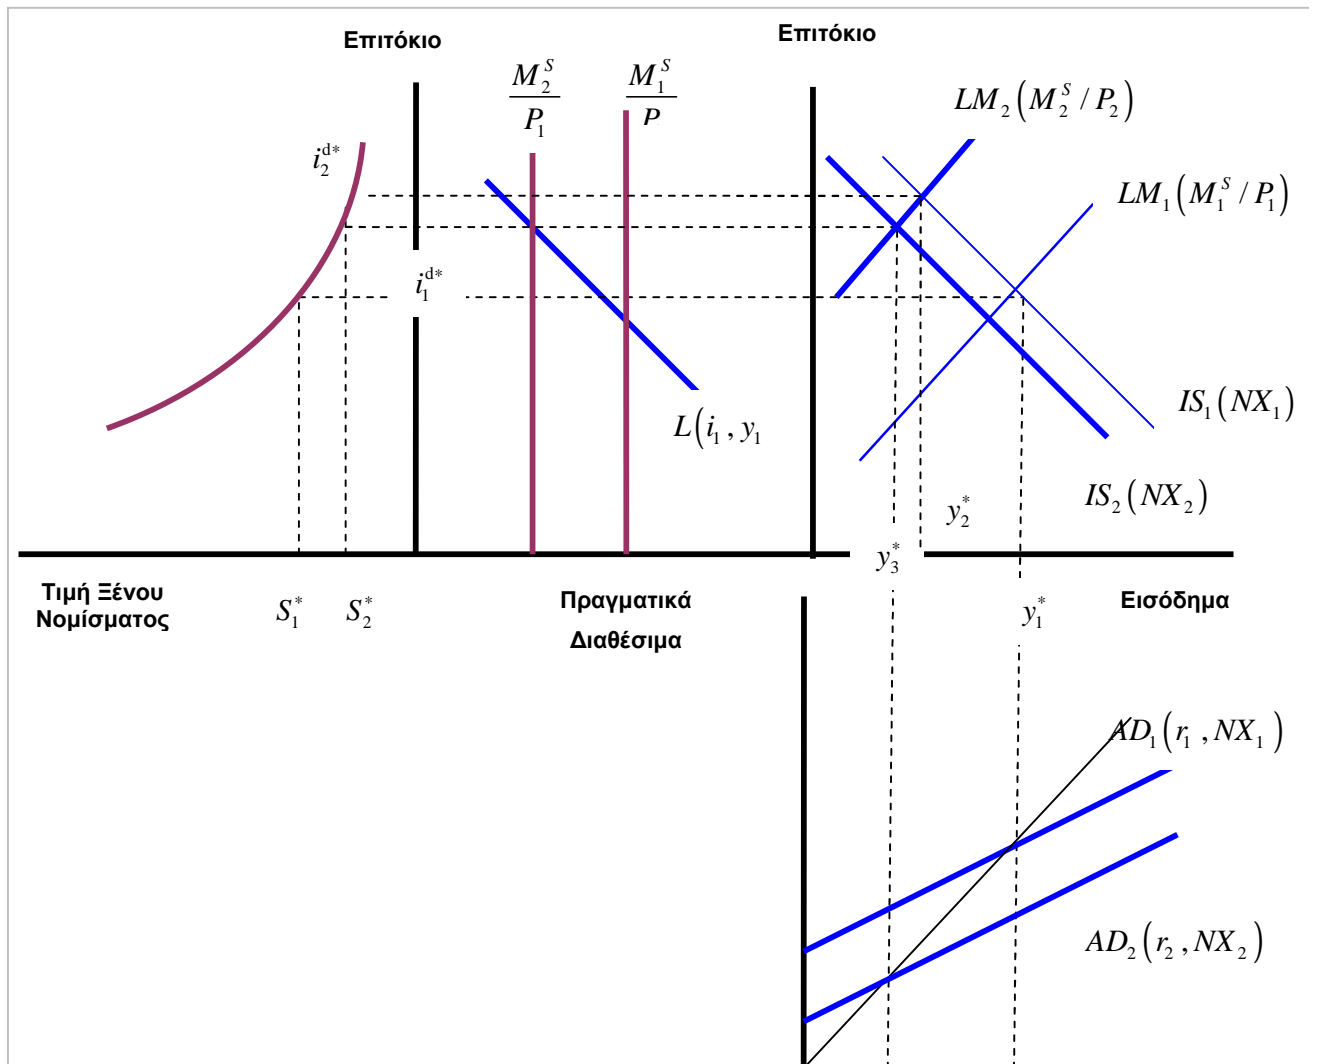 Επιτόκιο
Επιτόκιο
M_2^S / P_1
M_1^S / P
LM_2(M_2^S / P_2)
i_2^{d*}
LM_1(M_1^S / P_1)
i_1^{d*}
IS_1(NX_1)
L(i_1, y_1
IS_2(NX_2)
y_2^*
y_3^*
Τιμή Ξένου
Νομίσματος
S_1^*
S_2^*
Πραγματικά
Διαθέσιμα
y_1^*
Εισόδημα
AD_1(r_1, NX_1)
AD_2(r_2, NX_2)